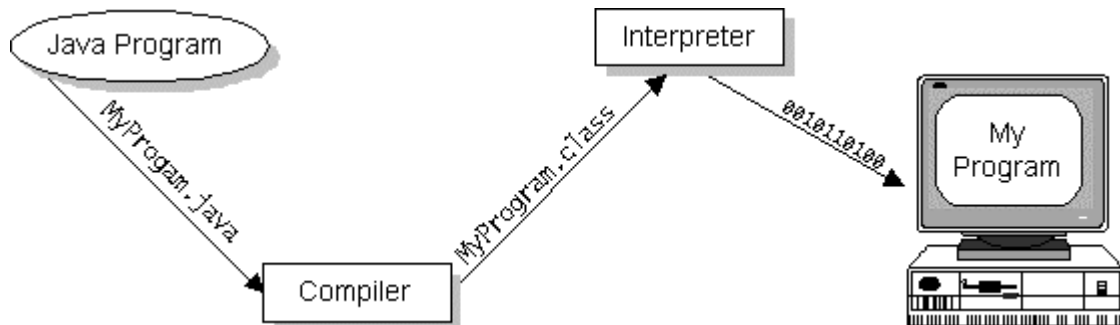 Java Program
MyProgam.java
Compiler
MyProgram.class
Interpreter
0010110100
My
Program